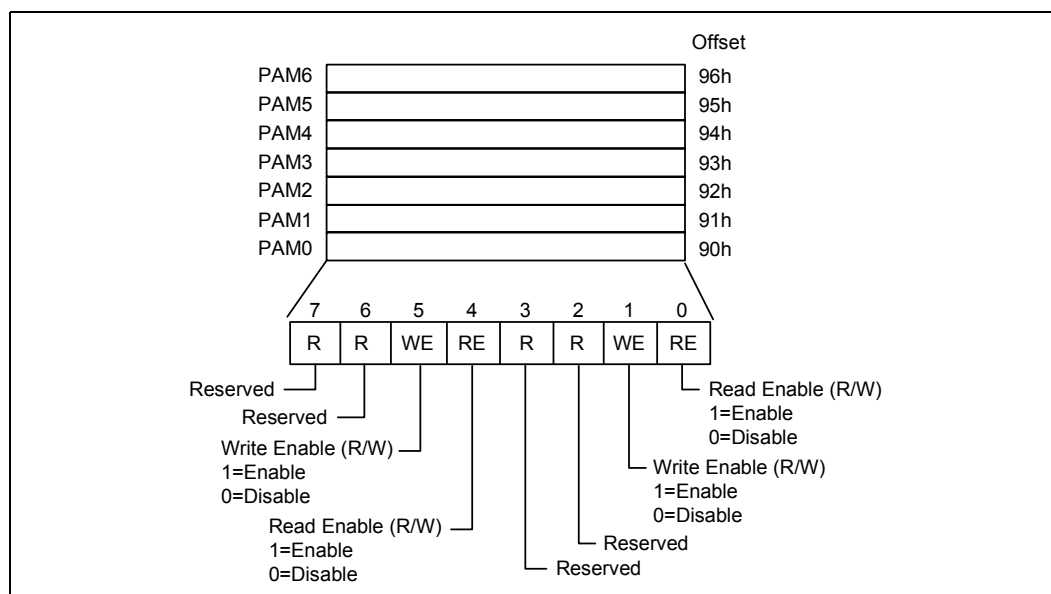 Offset
PAM6 96h
PAM5 95h
PAM4 94h
PAM3 93h
PAM2 92h
PAM1 91h
PAM0 90h
7 6 5 4 3 2 1 0
R R WE RE R R WE RE
Reserved
Reserved
Write Enable (R/W)
1=Enable
0=Disable
Read Enable (R/W)
1=Enable
0=Disable
Reserved
Reserved
Write Enable (R/W)
1=Enable
0=Disable
Read Enable (R/W)
1=Enable
0=Disable